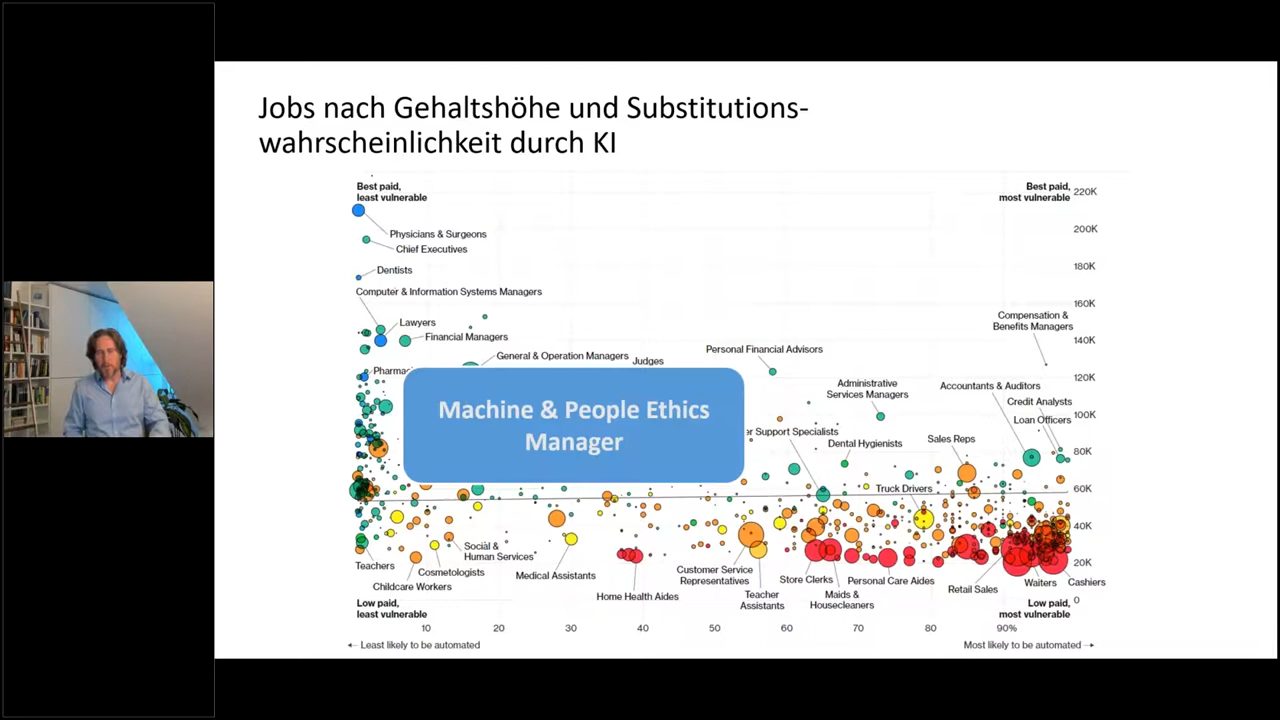 Jobs nach Gehaltshöhe und Substitutions-
wahrscheinlichkeit durch KI
Best paid,
least vulnerable
Best paid,
most vulnerable
220K
200K
180K
160K
140K
120K
100K
80K
60K
40K
20K
0
Physicians & Surgeons
Chief Executives
Dentists
Computer & Information Systems Managers
Lawyers
Financial Managers
General & Operation Managers
Judges
Personal Financial Advisors
Compensation &
Benefits Managers
Administrative
Services Managers
Accountants & Auditors
Credit Analysts
Loan Officers
Machine & People Ethics
Manager
Support Specialists
Dental Hygienists
Sales Reps
Truck Drivers
Teachers
Social &
Human Services
Cosmetologists
Childcare Workers
Medical Assistants
Home Health Aides
Customer Service
Representatives
Teacher
Assistants
Store Clerks
Maids &
Housecleaners
Personal Care Aides
Retail Sales
Waiters
Cashiers
Low paid,
least vulnerable
Low paid,
most vulnerable
10
20
30
40
50
60
70
80
90%
← Least likely to be automated
Most likely to be automated →